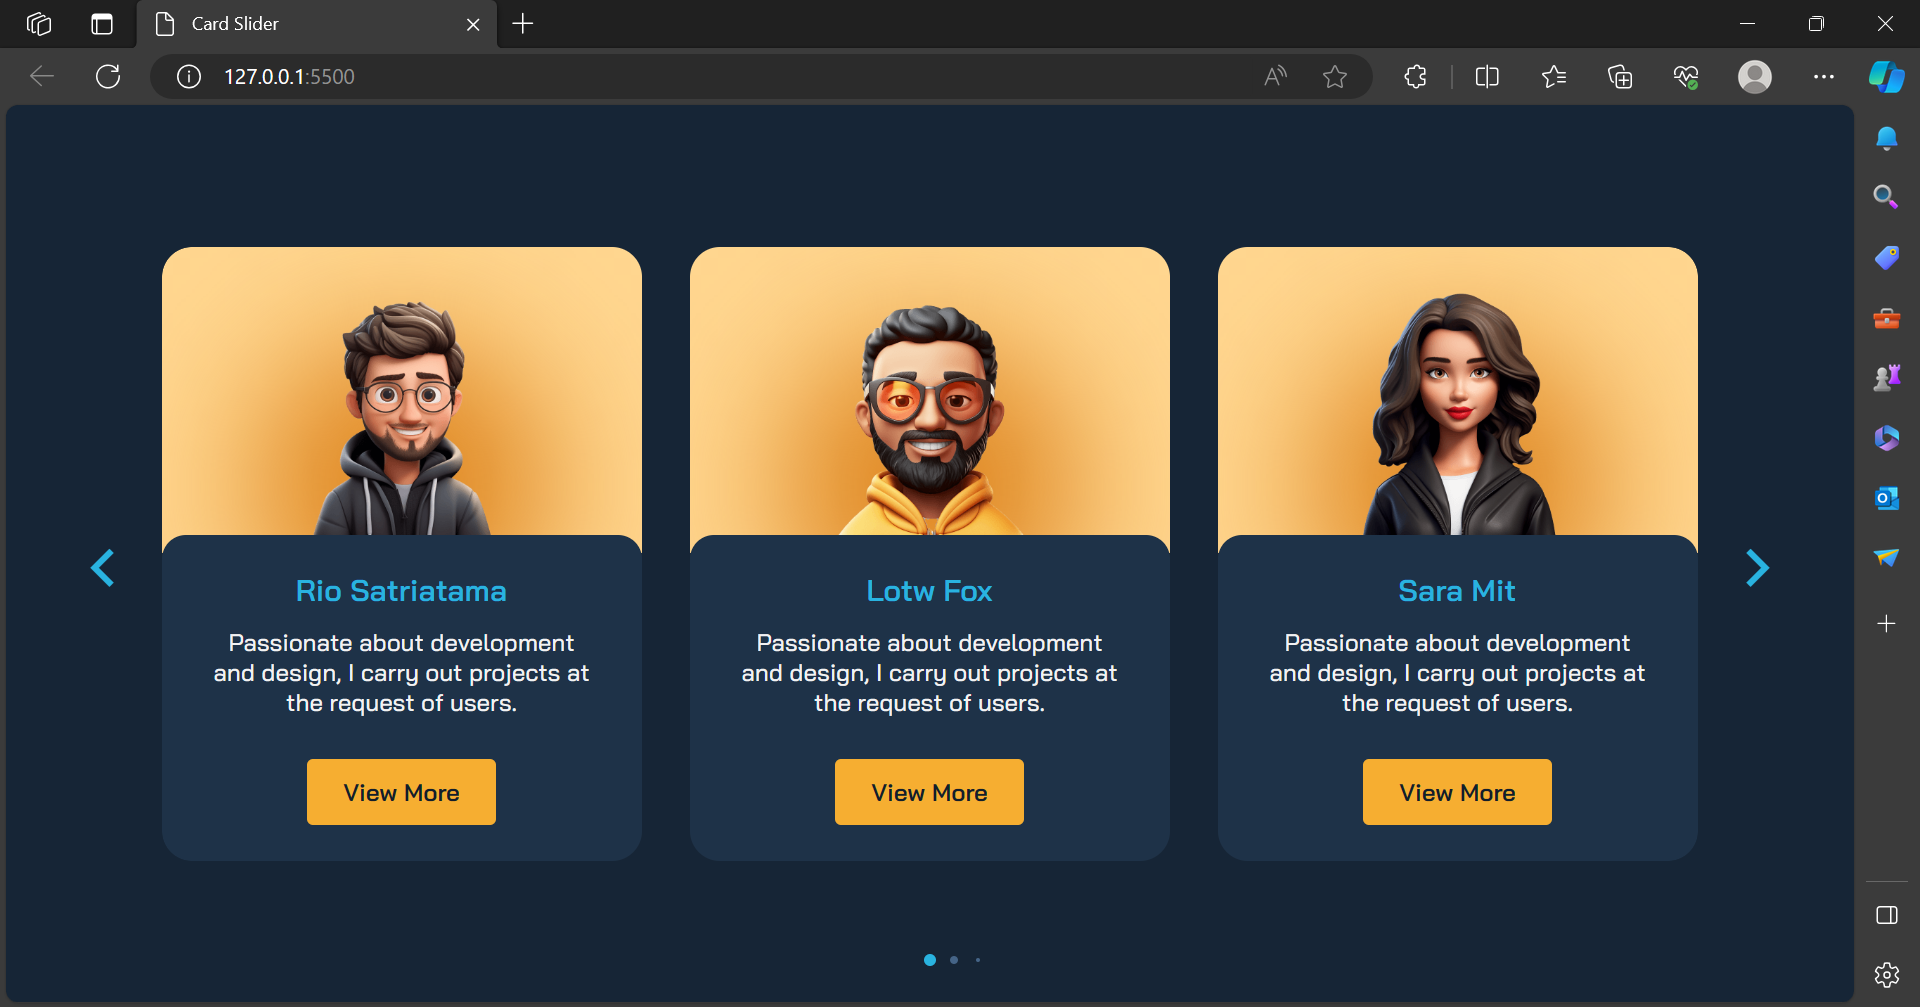 Card Slider
127.0.0.1:5500
Rio Satriatama
Passionate about development
and design, I carry out projects at
the request of users.
View More
Lotw Fox
Passionate about development
and design, I carry out projects at
the request of users.
View More
Sara Mit
Passionate about development
and design, I carry out projects at
the request of users.
View More